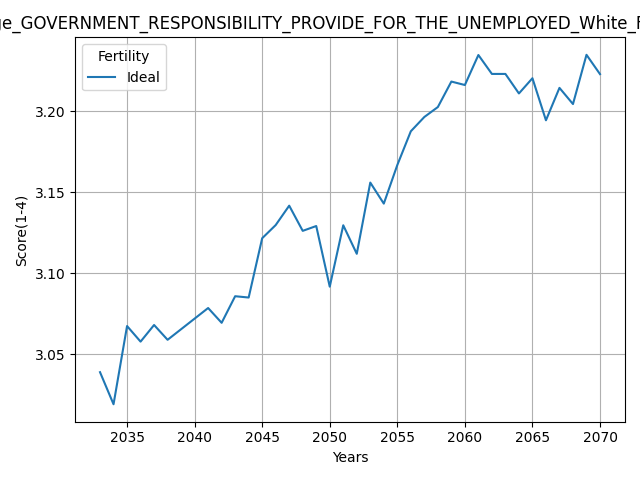 ge_GOVERNMENT_RESPONSIBILITY_PROVIDE_FOR_THE_UNEMPLOYED_White_F
Fertility
Ideal
3.20
3.15
3.10
3.05
Score(1-4)
2035 2040 2045 2050 2055 2060 2065 2070
Years